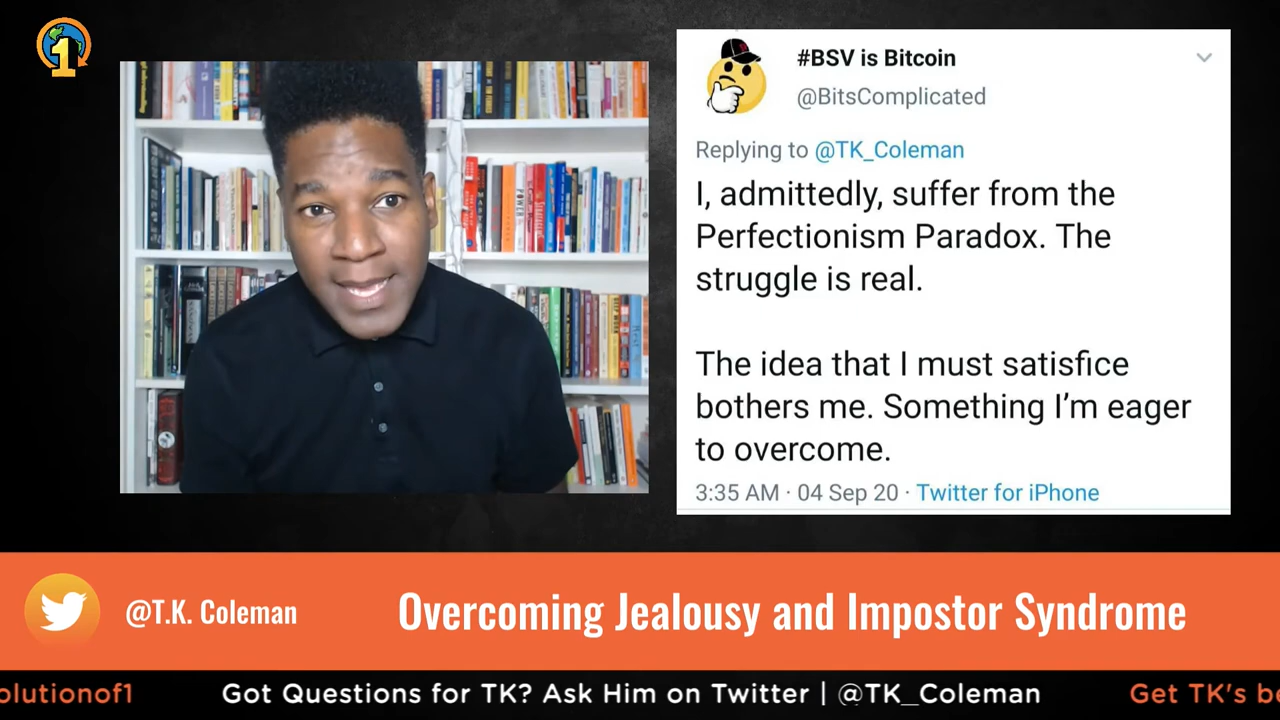 1
#BSV is Bitcoin
@BitsComplicated
Replying to @TK_Coleman
I, admittedly, suffer from the
Perfectionism Paradox. The
struggle is real.
The idea that I must satisfice
bothers me. Something I'm eager
to overcome.
3:35 AM · 04 Sep 20 · Twitter for iPhone
@T.K. Coleman
Overcoming Jealousy and Impostor Syndrome
olutionof1 Got Questions for TK? Ask Him on Twitter | @TK_Coleman Get TK's be